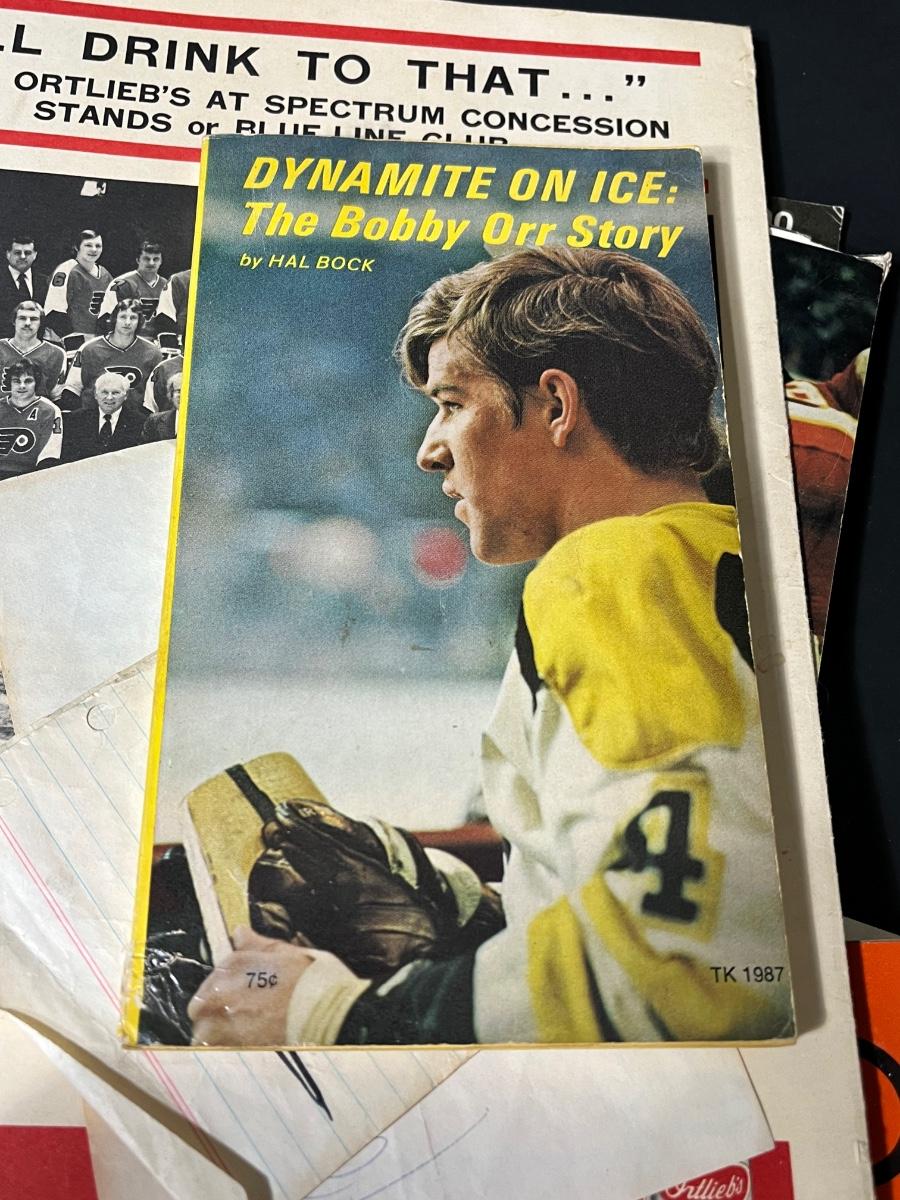 DRINK TO THAT..."
ORTLIEB'S AT SPECTRUM CONCESSION
STANDS or BLUE LINE CLUB
DYNAMITE ON ICE:
The Bobby Orr Story
by HAL BOCK
4
75¢
TK 1987
Ortlieb's